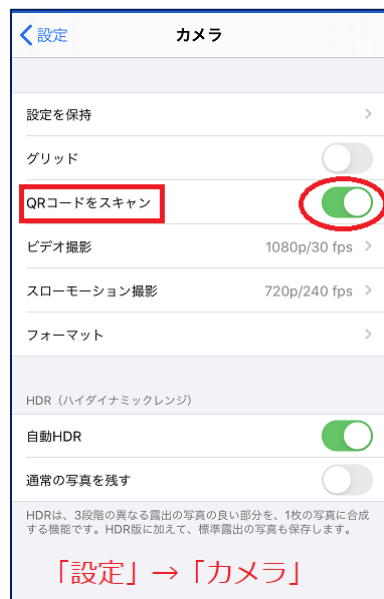 設定
カメラ
設定を保持
グリッド
QRコードをスキャン
ビデオ撮影 1080p/30 fps
スローモーション撮影 720p/240 fps
フォーマット
HDR（ハイダイナミックレンジ）
自動HDR
通常の写真を残す
HDRは、3段階の異なる露出の写真の良い部分を、1枚の写真に合成
する機能です。HDR版に加えて、標準露出の写真も保存します。
「設定」→「カメラ」